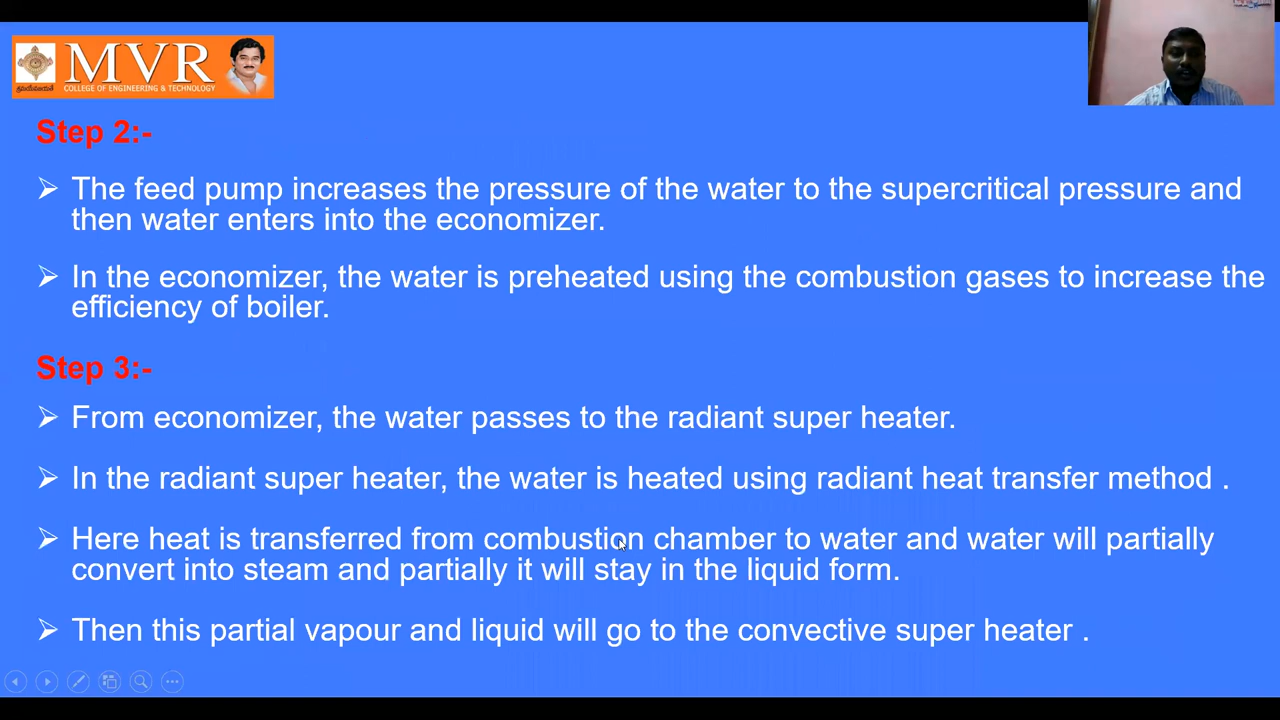 MVR
COLLEGE OF ENGINEERING & TECHNOLOGY
Step 2:-
The feed pump increases the pressure of the water to the supercritical pressure and
then water enters into the economizer.
In the economizer, the water is preheated using the combustion gases to increase the
efficiency of boiler.
Step 3:-
From economizer, the water passes to the radiant super heater.
In the radiant super heater, the water is heated using radiant heat transfer method .
Here heat is transferred from combustion chamber to water and water will partially
convert into steam and partially it will stay in the liquid form.
Then this partial vapour and liquid will go to the convective super heater .